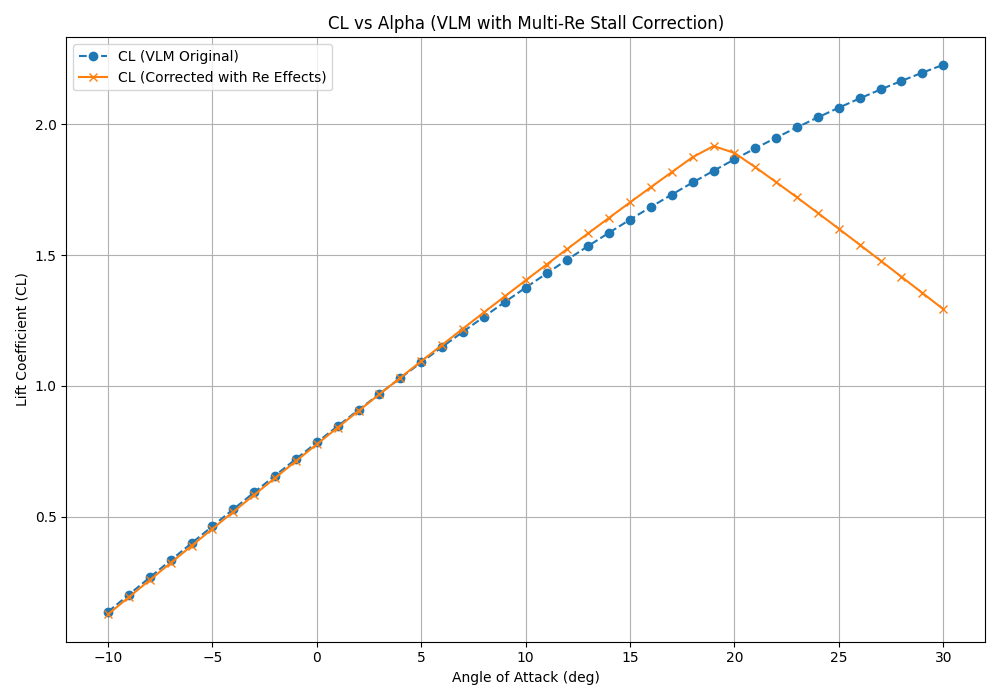 CL vs Alpha (VLM with Multi-Re Stall Correction)
CL (VLM Original)
CL (Corrected with Re Effects)
Lift Coefficient (CL)
2.0
1.5
1.0
0.5
−10
−5
0
5
10
15
20
25
30
Angle of Attack (deg)